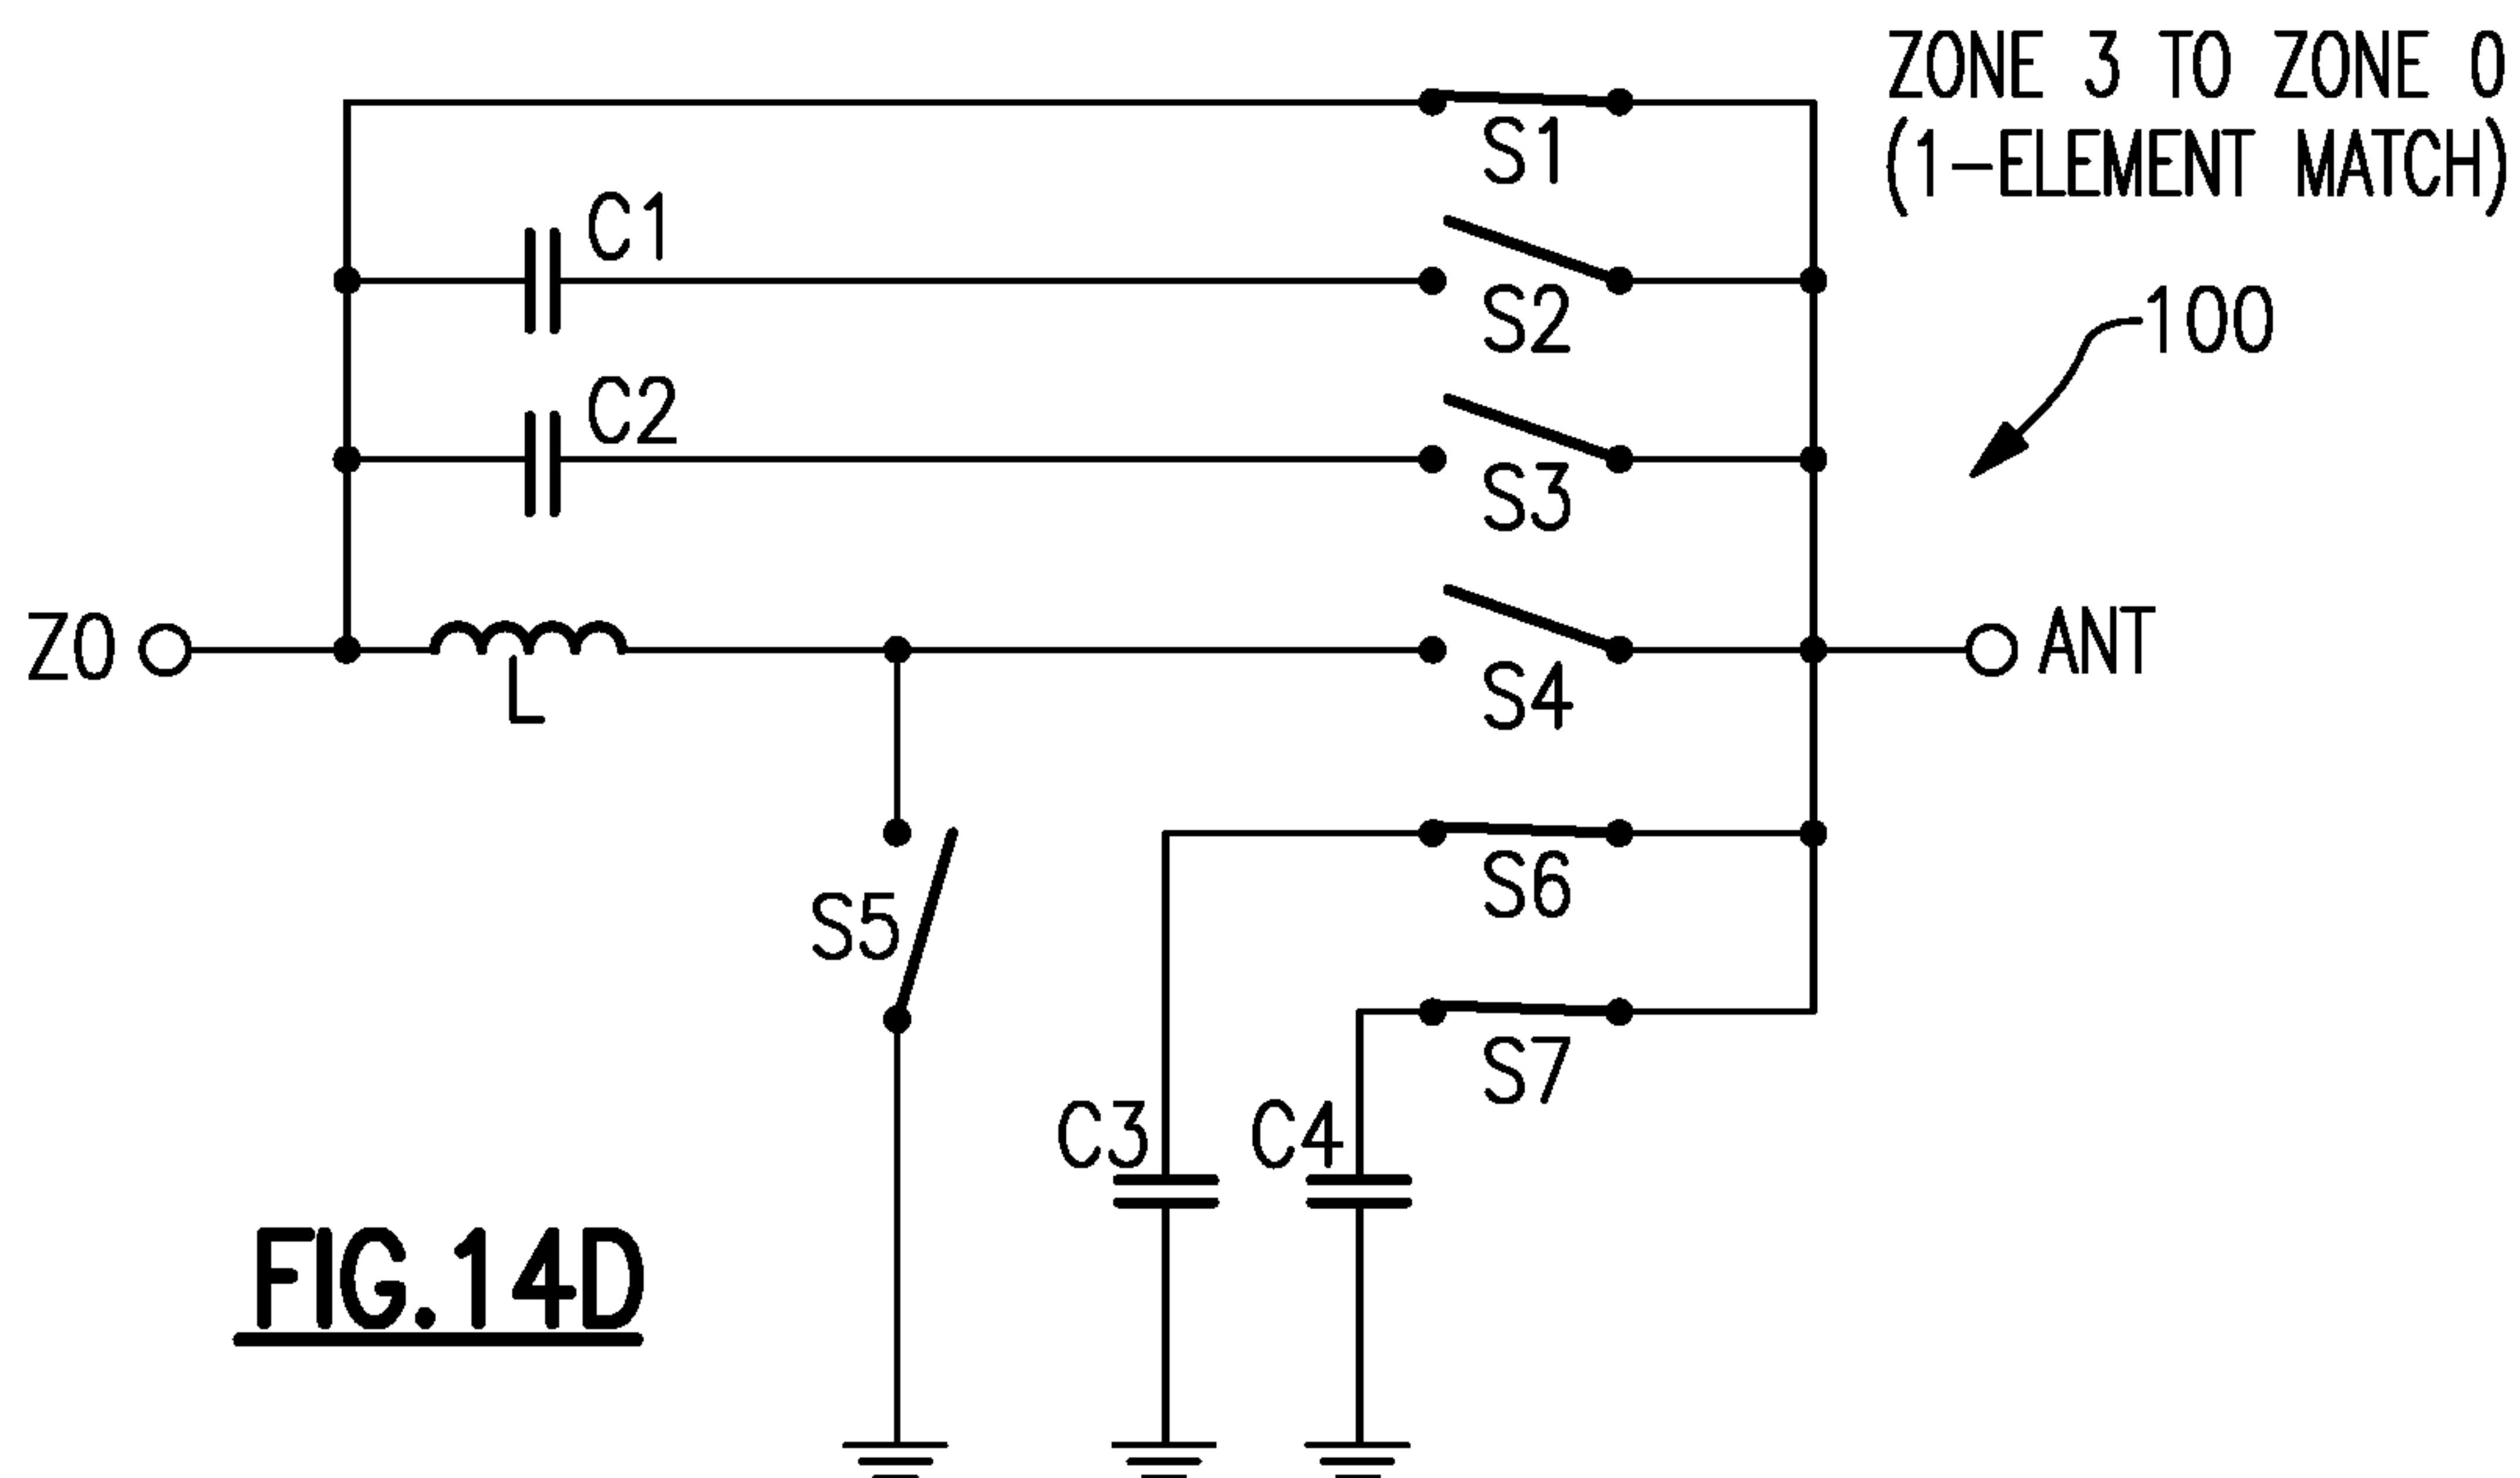 ZONE 3 TO ZONE 0
(1-ELEMENT MATCH)
S1
C1
S2
100
C2
S3
Z0
L
S4
ANT
S5
S6
S7
C3
C4
FIG.14D